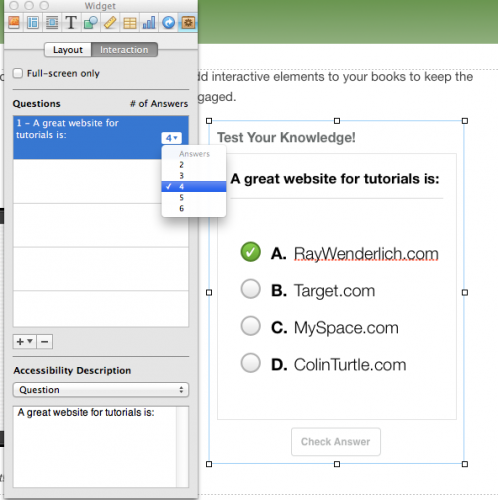 Widget
Layout
Interaction
Full-screen only
dd interactive elements to your books to keep the
gaged.
Questions
# of Answers
1 - A great website for
tutorials is:
4
Answers
2
3
✓ 4
5
6
Accessibility Description
Question
A great website for tutorials is:
Test Your Knowledge!
A great website for tutorials is:
A. RayWenderlich.com
B. Target.com
C. MySpace.com
D. ColinTurtle.com
Check Answer